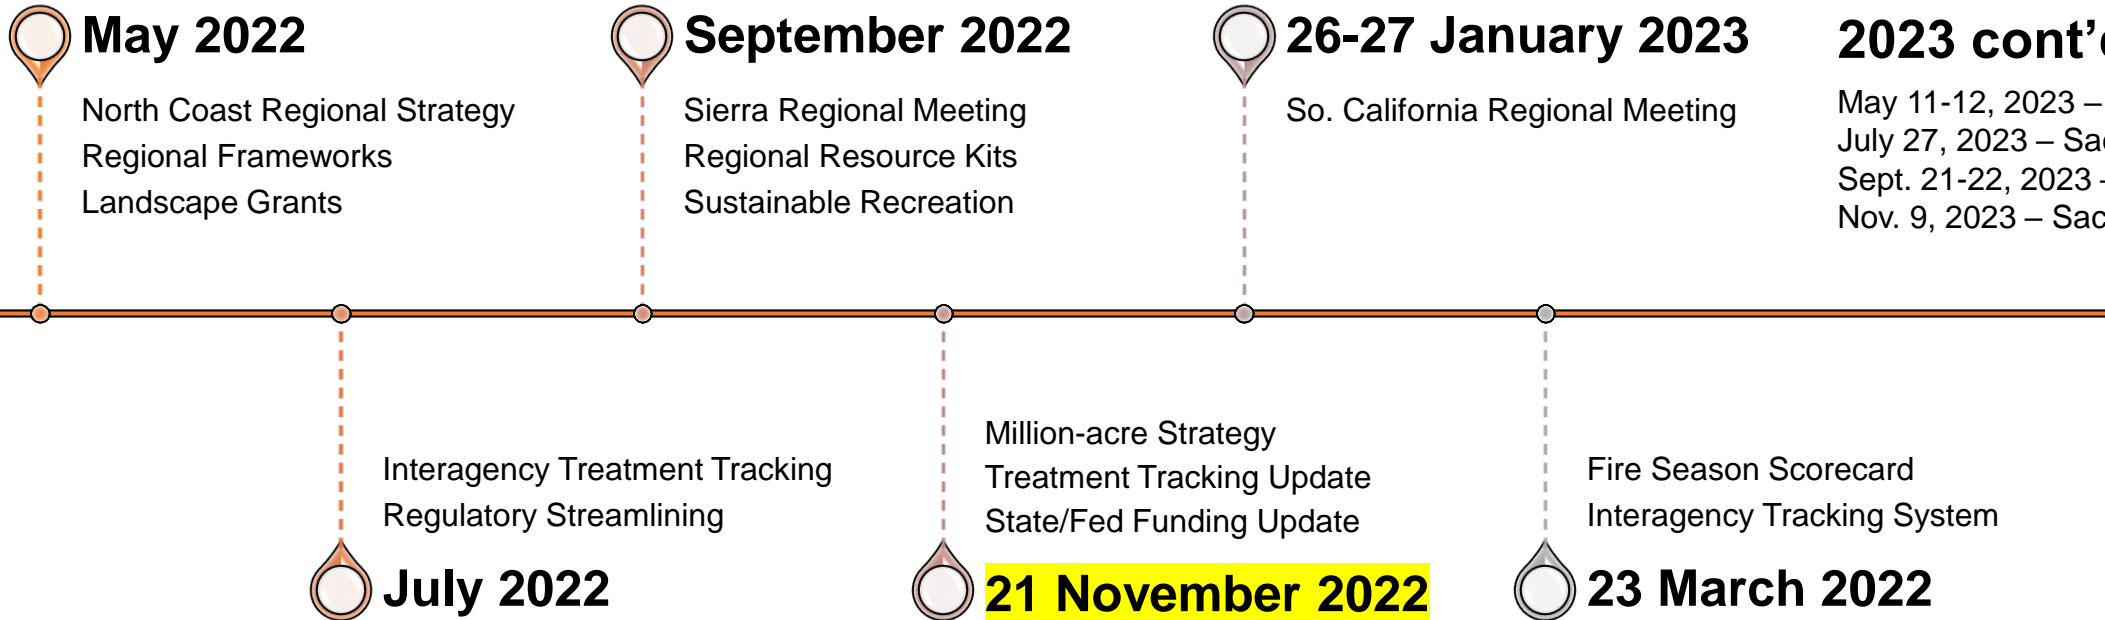 May 2022
North Coast Regional Strategy
Regional Frameworks
Landscape Grants
September 2022
Sierra Regional Meeting
Regional Resource Kits
Sustainable Recreation
26-27 January 2023
So. California Regional Meeting
2023 cont’
May 11-12, 2023 –
July 27, 2023 –
Sept. 21-22, 2023
Nov. 9, 2023 –
Interagency Treatment Tracking
Regulatory Streamlining
July 2022
Million-acre Strategy
Treatment Tracking Update
State/Fed Funding Update
21 November 2022
Fire Season Scorecard
Interagency Tracking System
23 March 2022